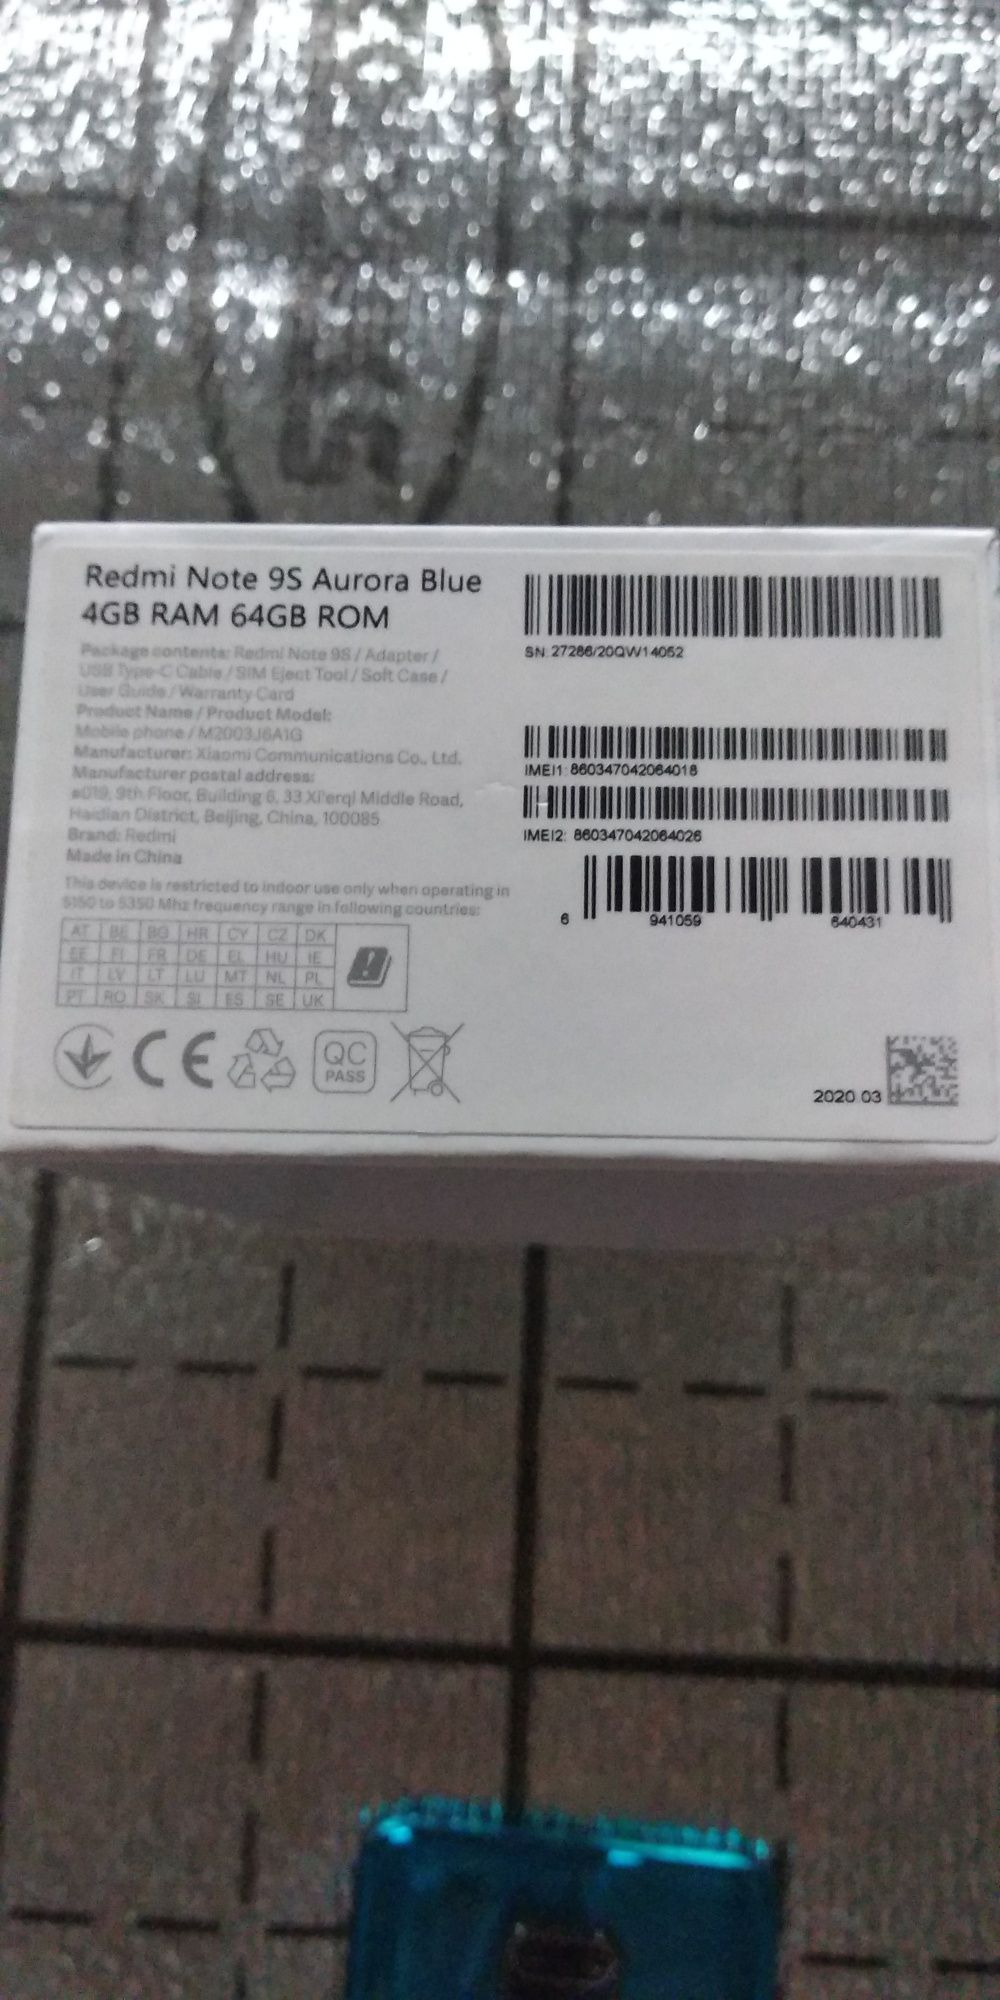 Redmi Note 9S Aurora Blue
4GB RAM 64GB ROM
Package contents: Redmi Note 9S / Adapter /
USB Type-C Cable / SIM Eject Tool / Soft Case /
User Guide / Warranty Card
Product Name / Product Model:
Mobile phone / M2003J6A1G
Manufacturer: Xiaomi Communications Co., Ltd.
Manufacturer postal address:
#019, 9th Floor, Building 6, 33 Xi'erqi Middle Road,
Haidian District, Beijing, China, 100085
Brand: Redmi
Made in China
This device is restricted to indoor use only when operating in
5150 to 5350 Mhz frequency range in following countries:
AT BE BG HR CY CZ DK
EE FI FR DE EL HU IE
IT LV LT LU MT NL PL
PT RO SK SI ES SE UK
CE
QC
PASS
SN: 27286/20QW14052
IMEI1: 860347042064018
IMEI2: 860347042064026
6 941059 640431
2020.03